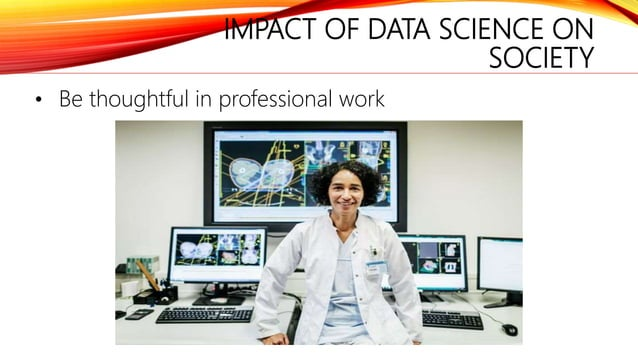 IMPACT OF DATA SCIENCE ON
SOCIETY
• Be thoughtful in professional work